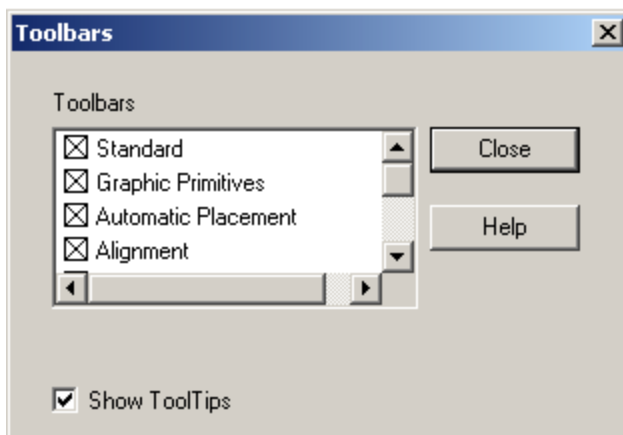 Toolbars
Toolbars
Standard
Graphic Primitives
Automatic Placement
Alignment
Close
Help
Show ToolTips